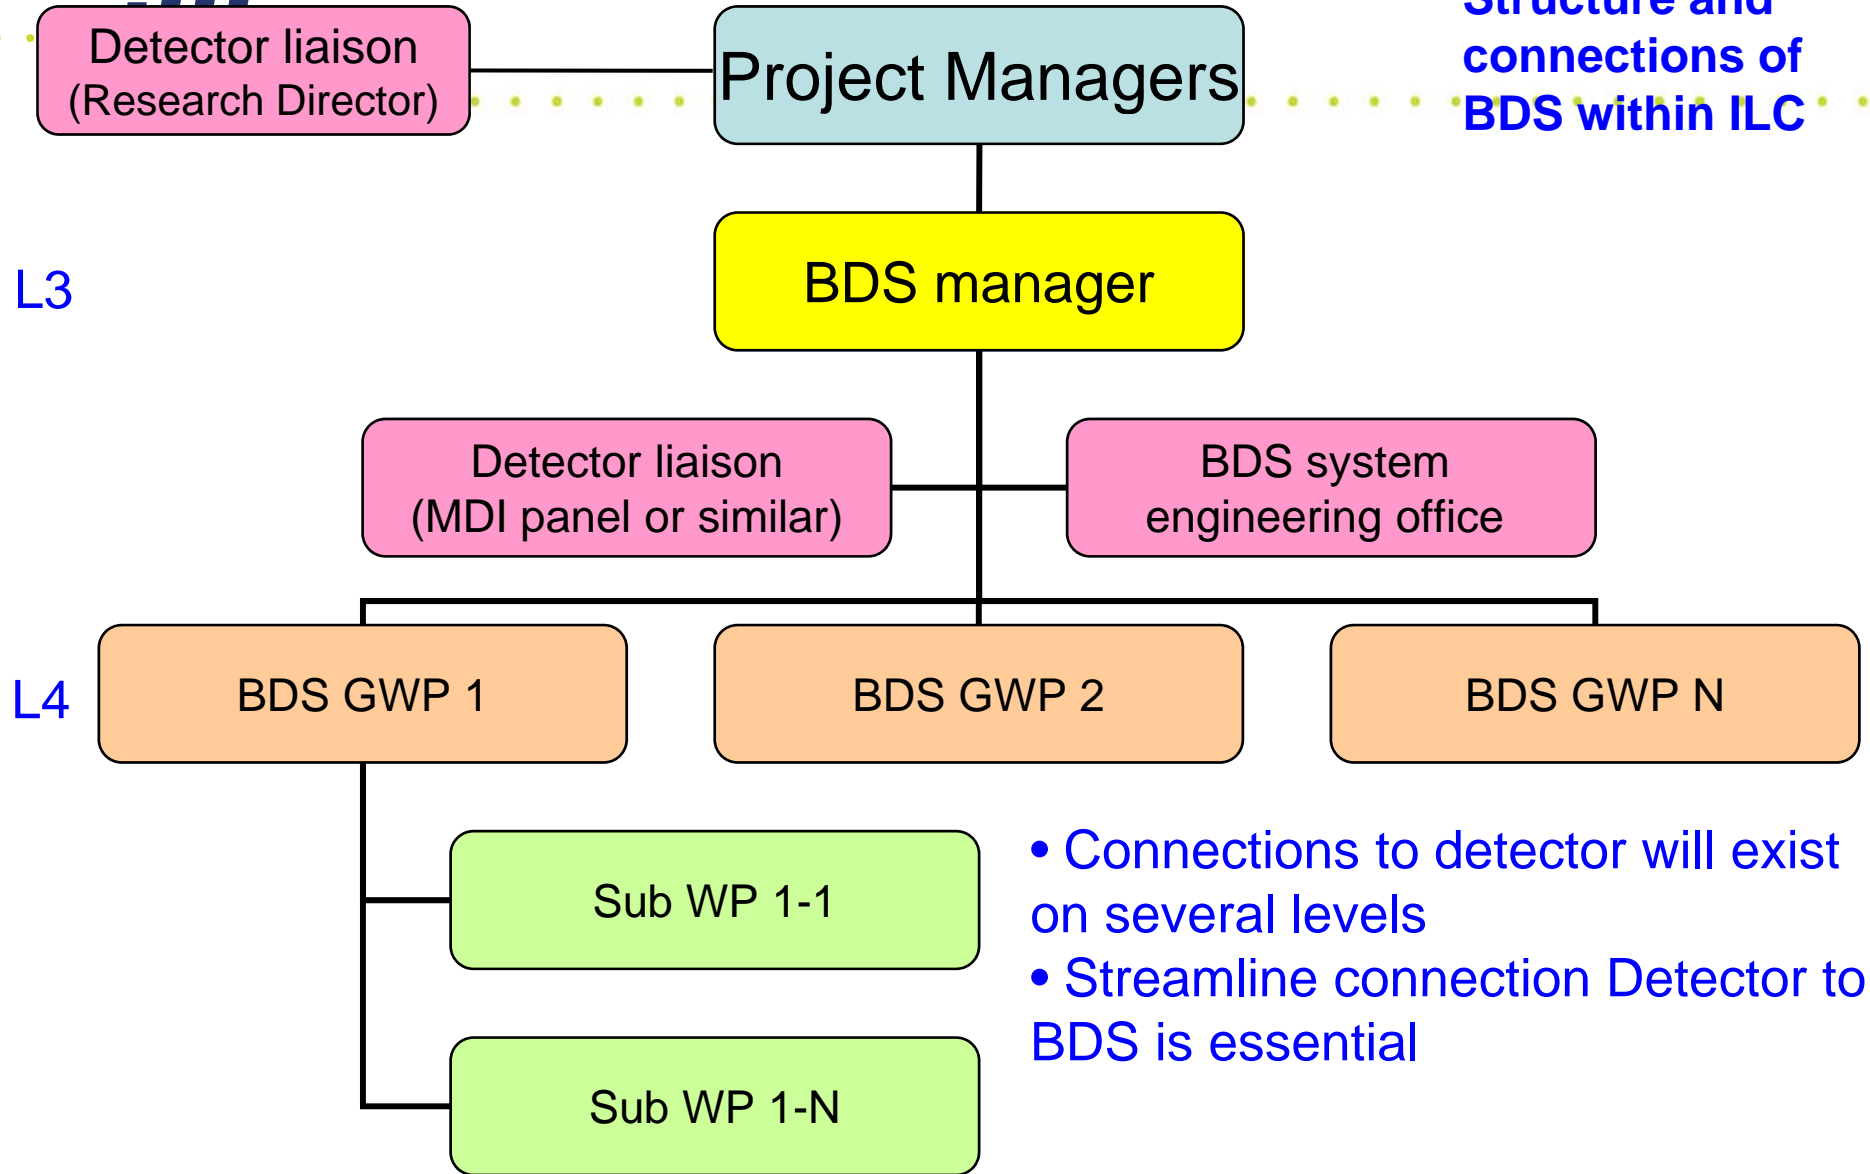 Structure and
connections of
BDS within ILC
Detector liaison
(Research Director)
Project Managers
L3
BDS manager
Detector liaison
(MDI panel or similar)
BDS system
engineering office
L4
BDS GWP 1
BDS GWP 2
BDS GWP N
Sub WP 1-1
Sub WP 1-N
• Connections to detector will exist
on several levels
• Streamline connection Detector to
BDS is essential